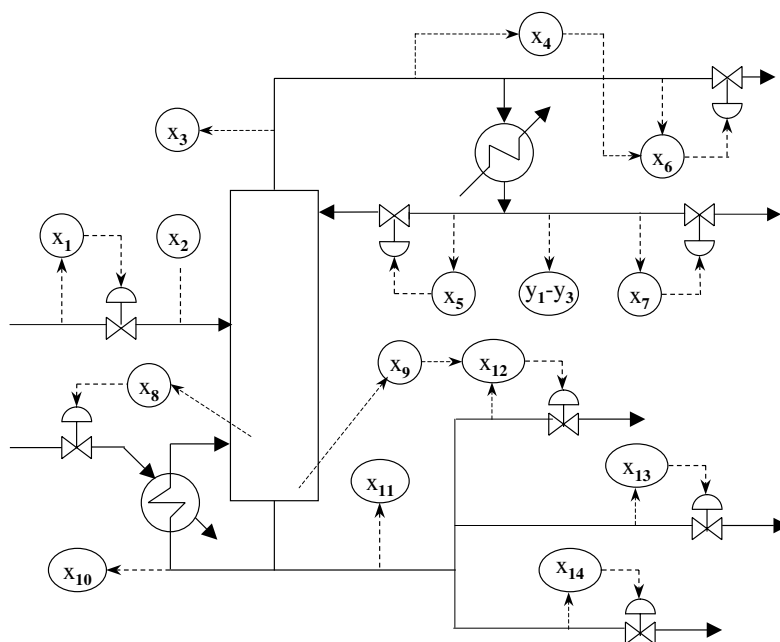 x₄
x₃
x₆
x₁
x₂
x₅
y₁-y₃
x₇
x₈
x₉
x₁₂
x₁₁
x₁₃
x₁₀
x₁₄